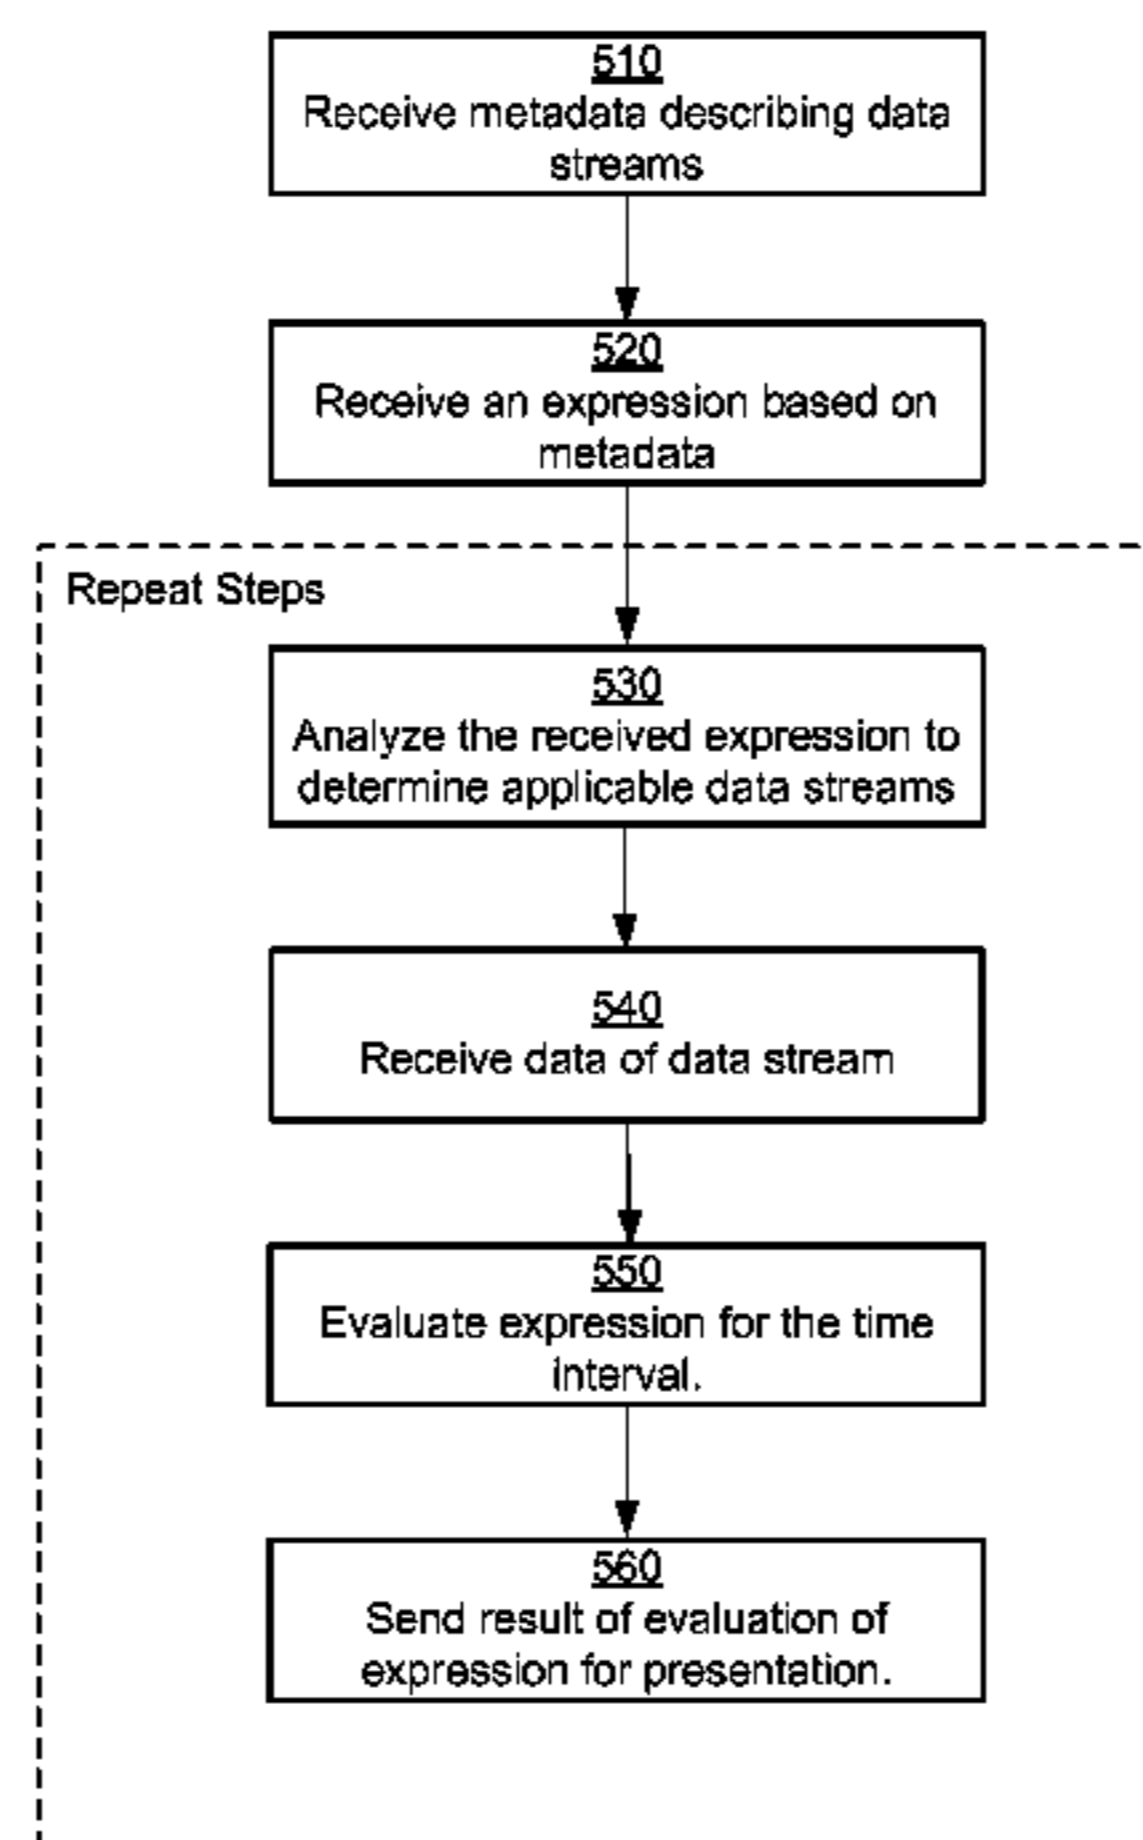 510
Receive metadata describing data
streams
520
Receive an expression based on
metadata
Repeat Steps
530
Analyze the received expression to
determine applicable data streams
540
Receive data of data stream
550
Evaluate expression for the time
interval.
560
Send result of evaluation of
expression for presentation.